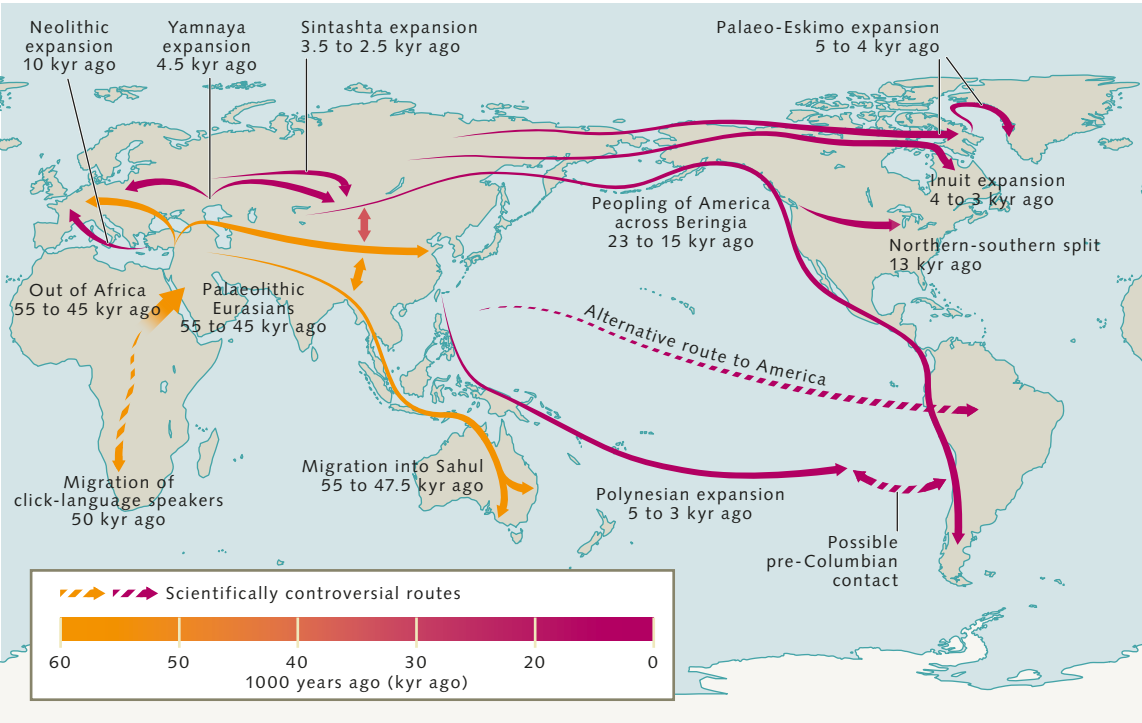 Neolithic
expansion
10 kyr ago
Yamnaya
expansion
4.5 kyr ago
Sintashta expansion
3.5 to 2.5 kyr ago
Palaeo-Eskimo expansion
5 to 4 kyr ago
Inuit expansion
4 to 3 kyr ago
Peopling of America
across Beringia
23 to 15 kyr ago
Northern-southern split
13 kyr ago
Out of Africa
55 to 45 kyr ago
Palaeolithic
Eurasians
55 to 45 kyr ago
Alternative route to America
Migration of
click-language speakers
50 kyr ago
Migration into Sahul
55 to 47.5 kyr ago
Polynesian expansion
5 to 3 kyr ago
Possible
pre-Columbian
contact
Scientifically controversial routes
60 50 40 30 20 0
1000 years ago (kyr ago)